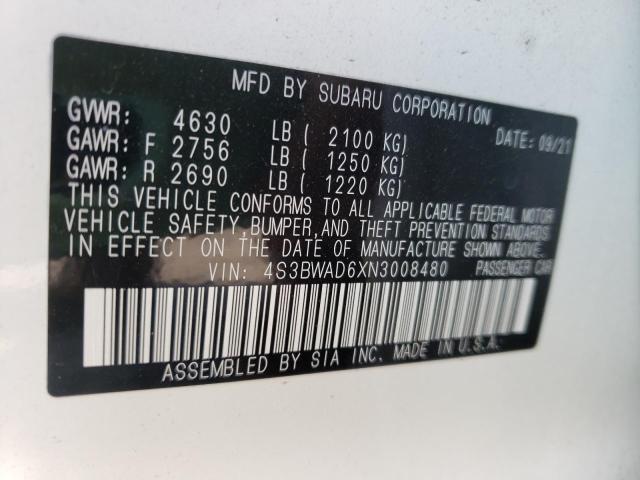 MFD BY SUBARU CORPORATION
DATE: 09/21
GVWR: 4630 LB ( 2100 KG)
GAWR: F 2756 LB ( 1250 KG)
GAWR: R 2690 LB ( 1220 KG)
THIS VEHICLE CONFORMS TO ALL APPLICABLE FEDERAL MOTOR
VEHICLE SAFETY, BUMPER, AND THEFT PREVENTION STANDARDS
IN EFFECT ON THE DATE OF MANUFACTURE SHOWN ABOVE.
VIN: 4S3BWAD6XN3008480 PASSENGER CAR
ASSEMBLED BY SIA INC. MADE IN U.S.A.